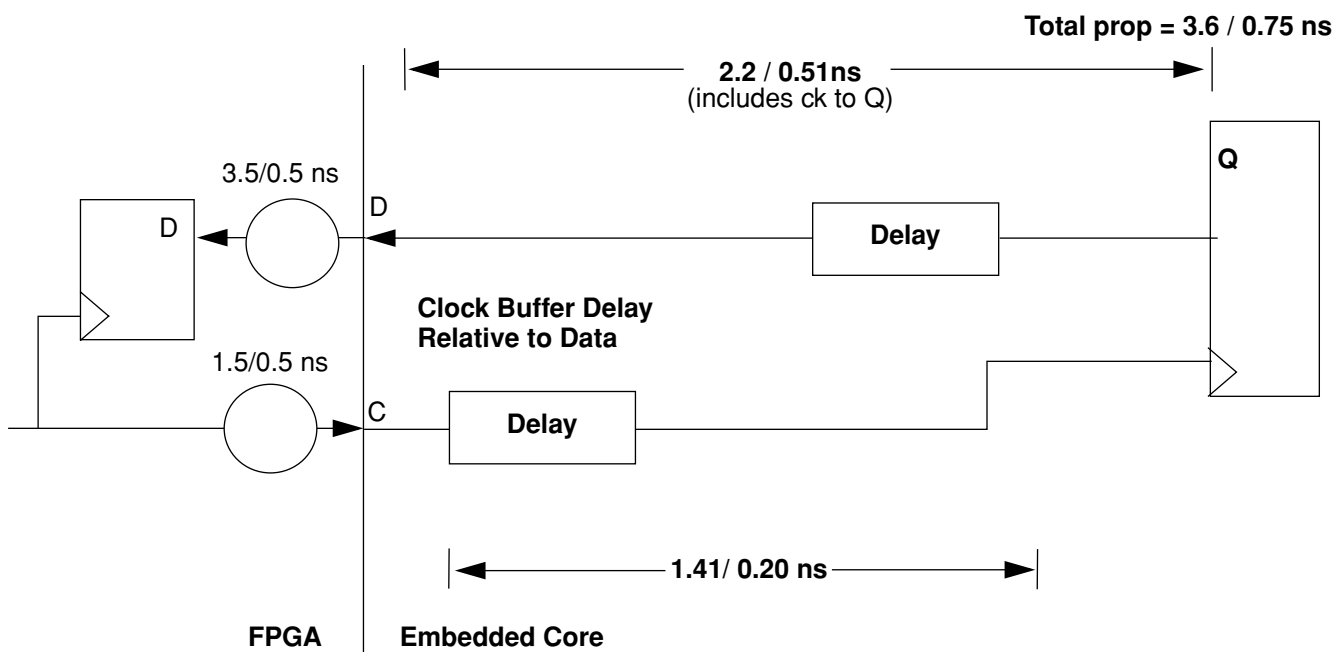 Total prop = 3.6 / 0.75 ns
2.2 / 0.51ns
(includes ck to Q)
Q
3.5/0.5 ns
D
D
Delay
Clock Buffer Delay
Relative to Data
1.5/0.5 ns
C
Delay
1.41/ 0.20 ns
FPGA
Embedded Core